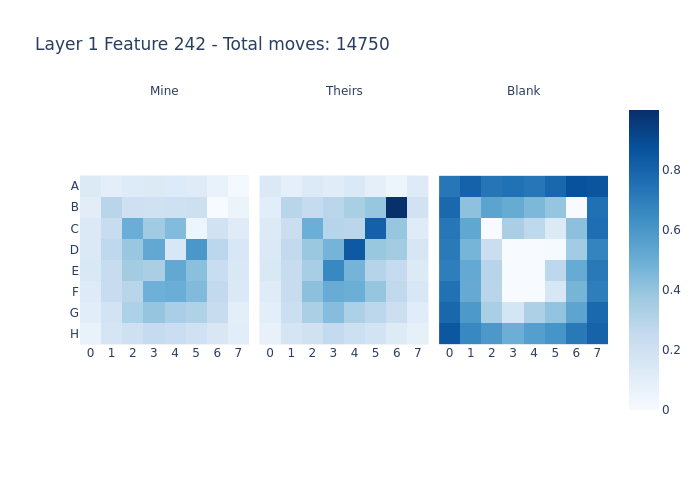 Layer 1 Feature 242 - Total moves: 14750
Mine Theirs Blank
A
B
C
D
E
F
G
H
0 1 2 3 4 5 6 7 0 1 2 3 4 5 6 7 0 1 2 3 4 5 6 7
0.8
0.6
0.4
0.2
0